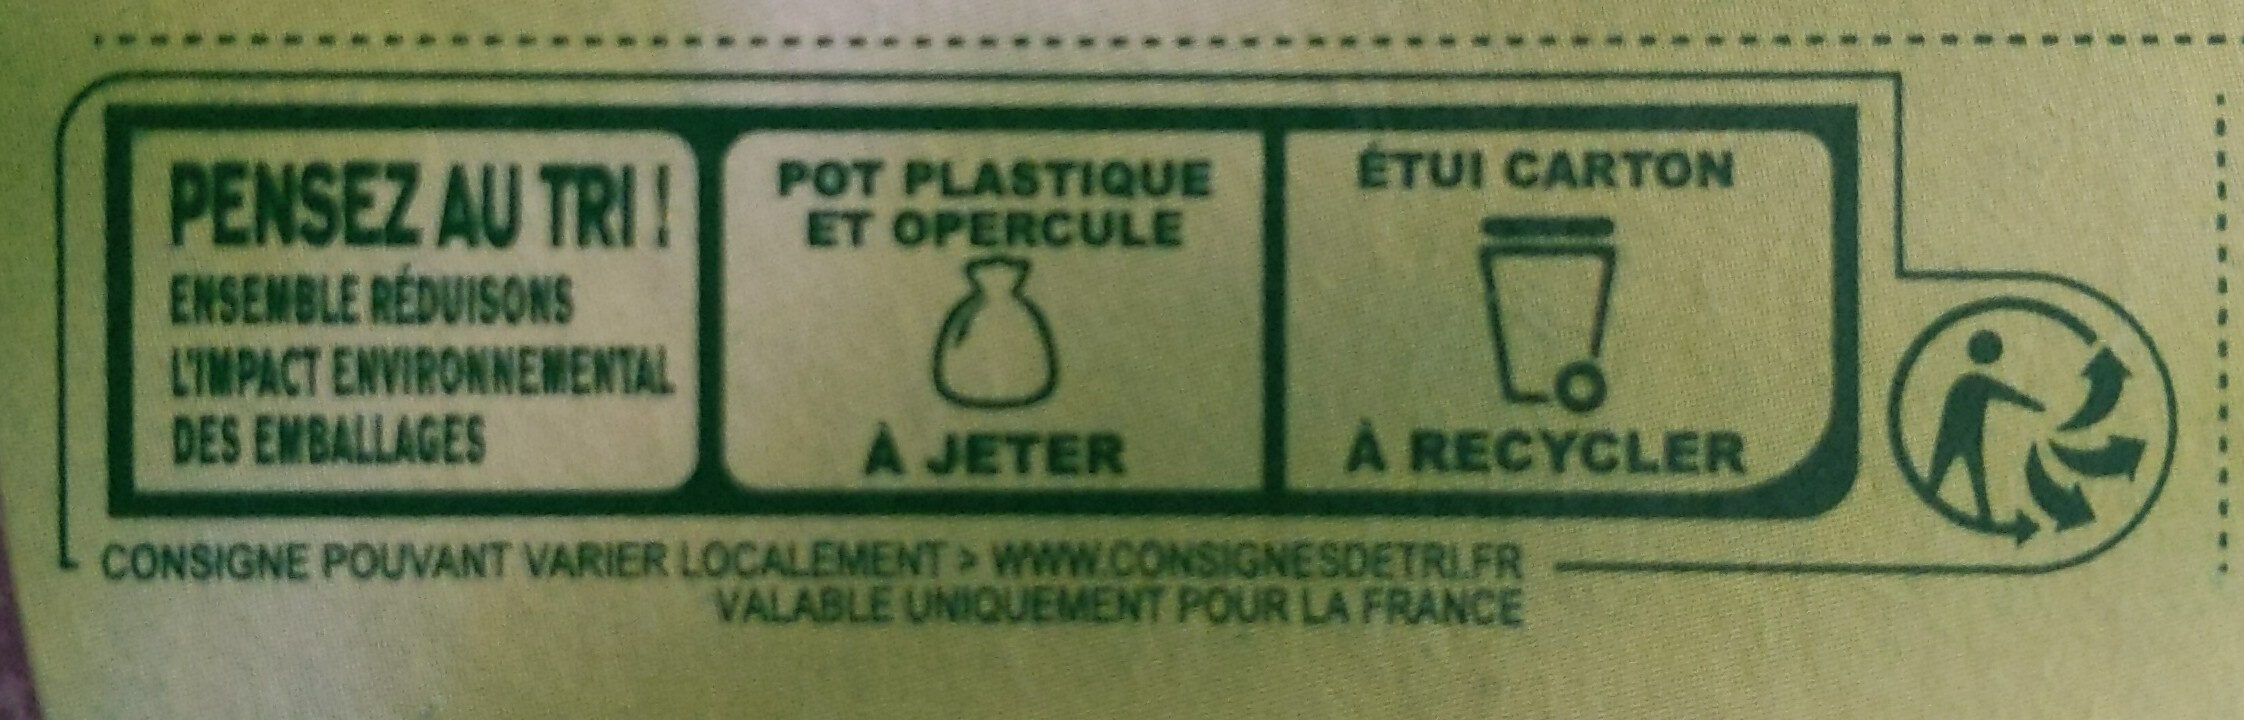 PENSEZ AU TRI !
ENSEMBLE RÉDUISONS
L'IMPACT ENVIRONNEMENTAL
DES EMBALLAGES
POT PLASTIQUE
ET OPERCULE
À JETER
ÉTUI CARTON
À RECYCLER
CONSIGNE POUVANT VARIER LOCALEMENT > WWW.CONSIGNESDETRI.FR
VALABLE UNIQUEMENT POUR LA FRANCE